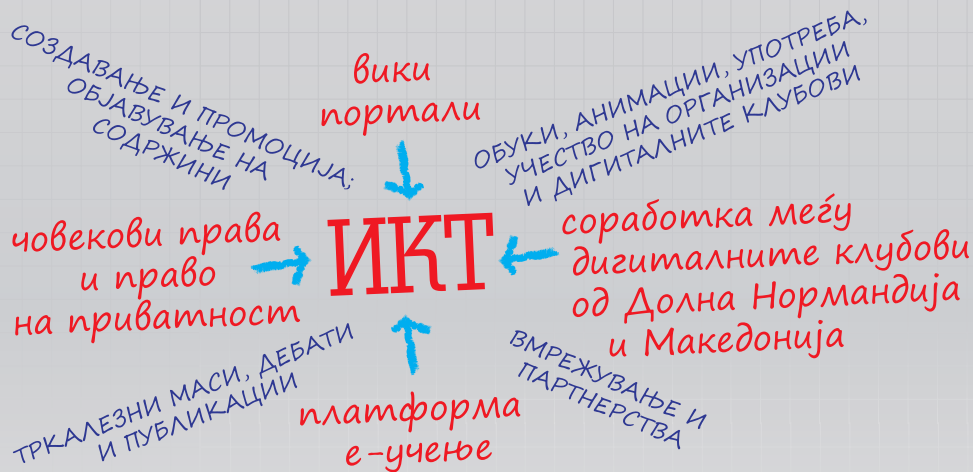 СОЗДАВАЊЕ И ПРОМОЦИЈА;
ОБЈАВУВАЊЕ НА
СОДРЖИНИ
вики
портали
ОБУКИ, АНИМАЦИИ, УПОТРЕБА,
УЧЕСТВО НА ОРГАНИЗАЦИИ
И ДИГИТАЛНИТЕ КЛУБОВИ
човекови права
и право
на приватност
ИКТ
соработка меѓу
дигиталните клубови
од Долна Нормандија
и Македонија
ТРКАЛЕЗНИ МАСИ, ДЕБАТИ
И ПУБЛИКАЦИИ
платформа
е-учење
ВМРЕЖУВАЊЕ И
ПАРТНЕРСТВА